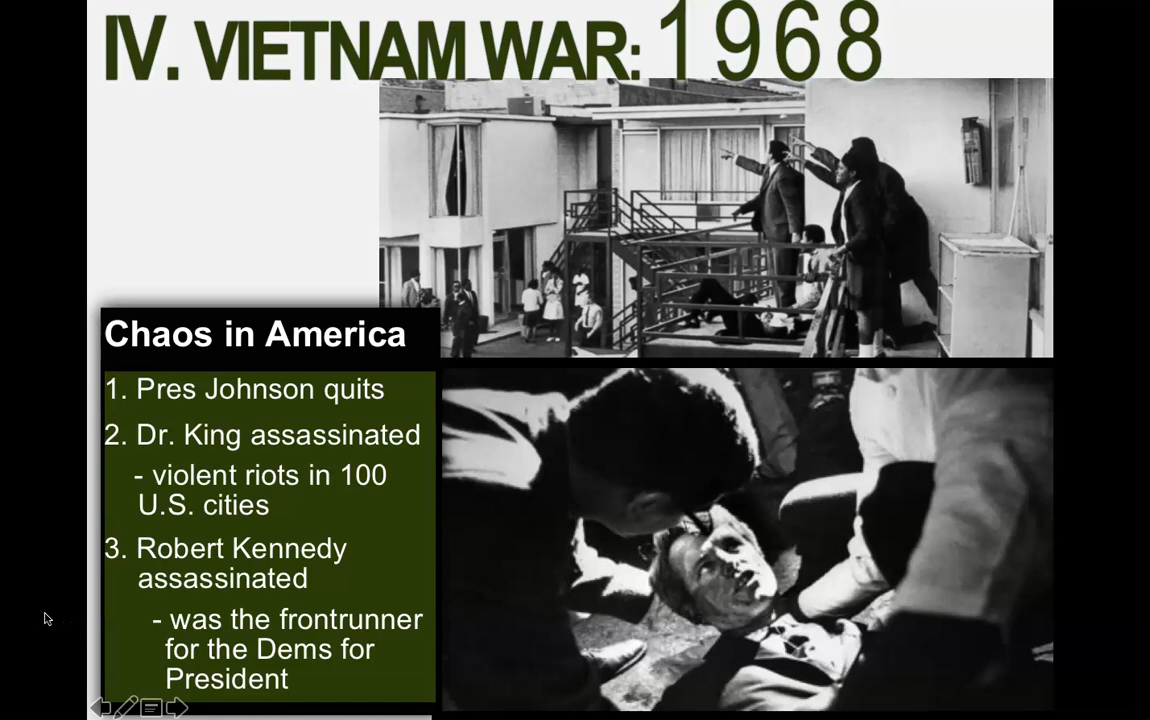 IV. VIETNAM WAR: 1968
Chaos in America
1. Pres Johnson quits
2. Dr. King assassinated
- violent riots in 100
U.S. cities
3. Robert Kennedy
assassinated
- was the frontrunner
for the Dems for
President